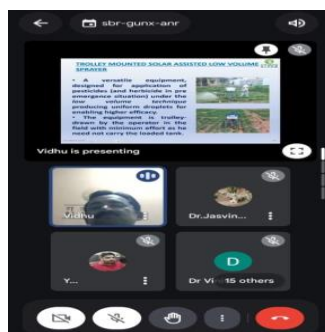 sbr-gunx-anr
TROLLEY MOUNTED SOLAR ASSISTED LOW VOLUME
SPRAYER
• A versatile equipment,
designed for application of
pesticides (and herbicide in pre
emergence situation) under the
low volume technique
producing uniform droplets for
enabling higher efficacy.
• The equipment is trolley-
drawn by the operator in the
field with minimum effort as he
need not carry the loaded tank.
Vidhu is presenting
Vidhu
Dr.Jasvin...
Y...
D
Dr Vi
15 others